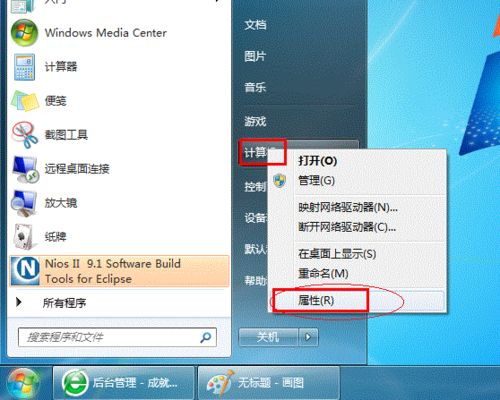 Windows Media Center
计算器
便笺
截图工具
远程桌面连接
放大镜
纸牌
Nios II 9.1 Software Build
Tools for Eclipse
所有程序
搜索程序和文件
文档
图片
音乐
游戏
计算机
控制
设备
默认
帮助
关机
打开(O)
管理(G)
映射网络驱动器(N)...
断开网络驱动器(C)...
在桌面上显示(S)
重命名(M)
属性(R)
后台管理 - 成就...
无标题 - 画图